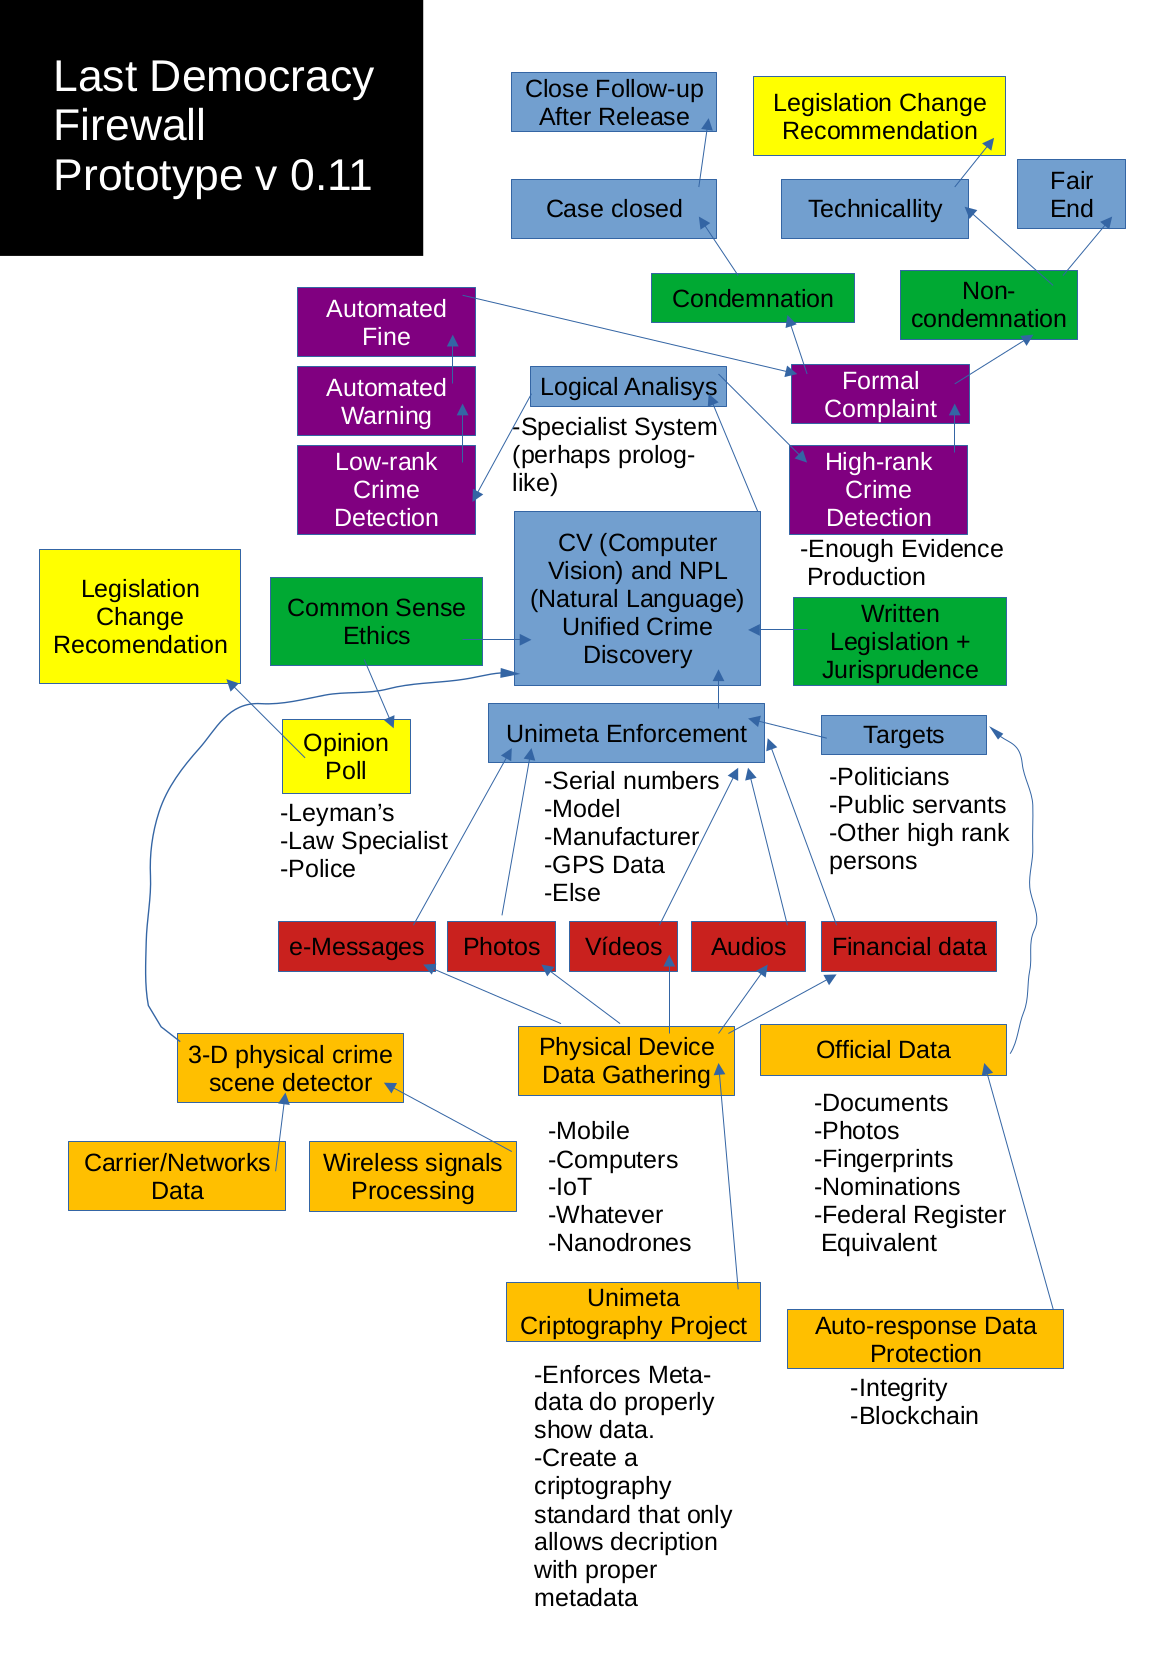 Last Democracy
Firewall
Prototype v 0.11
Close Follow-up
After Release
Legislation Change
Recommendation
Case closed
Technicallity
Fair
End
Condemnation
Non-
condemnation
Automated
Fine
Automated
Warning
Low-rank
Crime
Detection
Logical Analisys
-Specialist System
(perhaps prolog-
like)
Formal
Complaint
High-rank
Crime
Detection
-Enough Evidence
Production
Legislation
Change
Recomendation
Common Sense
Ethics
CV (Computer
Vision) and NPL
(Natural Language)
Unified Crime
Discovery
Written
Legislation +
Jurisprudence
Opinion
Poll
-Leyman’s
-Law Specialist
-Police
Unimeta Enforcement
-Serial numbers
-Model
-Manufacturer
-GPS Data
-Else
Targets
-Politicians
-Public servants
-Other high rank
persons
e-Messages
Photos
Vídeos
Audios
Financial data
3-D physical crime
scene detector
Carrier/Networks
Data
Wireless signals
Processing
Physical Device
Data Gathering
-Mobile
-Computers
-IoT
-Whatever
-Nanodrones
Official Data
-Documents
-Photos
-Fingerprints
-Nominations
-Federal Register
Equivalent
Unimeta
Criptography Project
-Enforces Meta-
data do properly
show data.
-Create a
criptography
standard that only
allows decription
with proper
metadata
Auto-response Data
Protection
-Integrity
-Blockchain